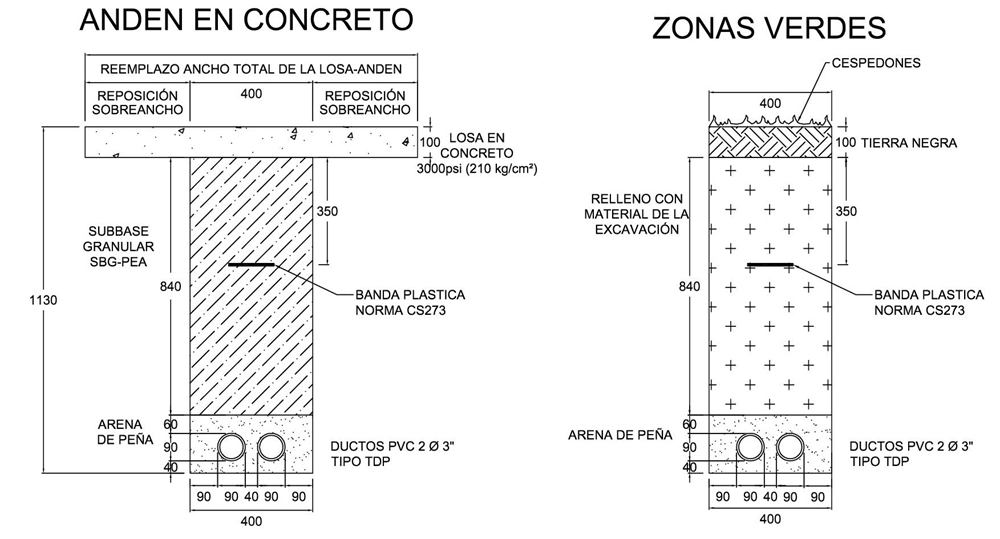 ANDEN EN CONCRETO
REEMPLAZO ANCHO TOTAL DE LA LOSA-ANDEN
REPOSICIÓN
SOBREANCHO
400
REPOSICIÓN
SOBREANCHO
100
LOSA EN
CONCRETO
3000psi (210 kg/cm²)
350
SUBBASE
GRANULAR
SBG-PEA
840
1130
BANDA PLASTICA
NORMA CS273
ARENA
DE PEÑA
60
90
40
DUCTOS PVC 2 Ø 3"
TIPO TDP
90 90 40 90 90
400
ZONAS VERDES
CESPEDONES
400
100 TIERRA NEGRA
RELLENO CON
MATERIAL DE LA
EXCAVACIÓN
350
840
BANDA PLASTICA
NORMA CS273
ARENA DE PEÑA
60
90
40
DUCTOS PVC 2 Ø 3"
TIPO TDP
90 90 40 90 90
400